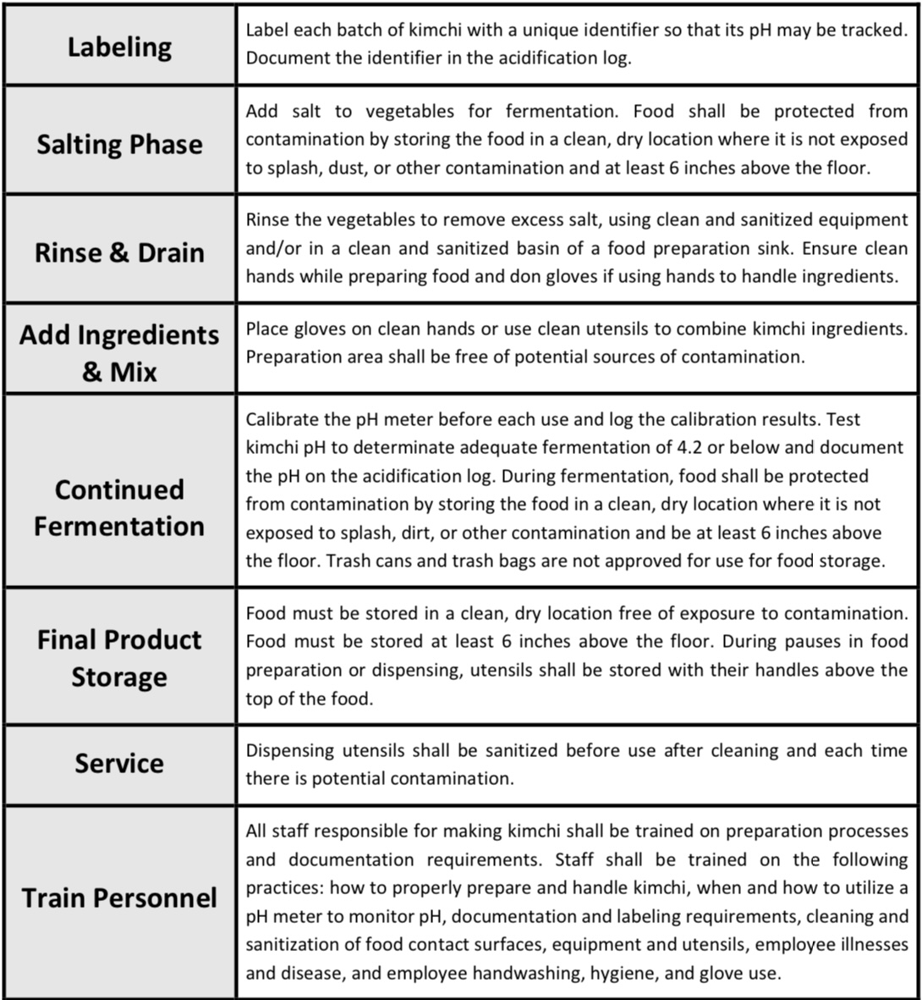 Labeling
Label each batch of kimchi with a unique identifier so that its pH may be tracked.
Document the identifier in the acidification log.
Salting Phase
Add salt to vegetables for fermentation. Food shall be protected from
contamination by storing the food in a clean, dry location where it is not exposed
to splash, dust, or other contamination and at least 6 inches above the floor.
Rinse & Drain
Rinse the vegetables to remove excess salt, using clean and sanitized equipment
and/or in a clean and sanitized basin of a food preparation sink. Ensure clean
hands while preparing food and don gloves if using hands to handle ingredients.
Add Ingredients
& Mix
Place gloves on clean hands or use clean utensils to combine kimchi ingredients.
Preparation area shall be free of potential sources of contamination.
Continued
Fermentation
Calibrate the pH meter before each use and log the calibration results. Test
kimchi pH to determinate adequate fermentation of 4.2 or below and document
the pH on the acidification log. During fermentation, food shall be protected
from contamination by storing the food in a clean, dry location where it is not
exposed to splash, dirt, or other contamination and be at least 6 inches above
the floor. Trash cans and trash bags are not approved for use for food storage.
Final Product
Storage
Food must be stored in a clean, dry location free of exposure to contamination.
Food must be stored at least 6 inches above the floor. During pauses in food
preparation or dispensing, utensils shall be stored with their handles above the
top of the food.
Service
Dispensing utensils shall be sanitized before use after cleaning and each time
there is potential contamination.
Train Personnel
All staff responsible for making kimchi shall be trained on preparation processes
and documentation requirements. Staff shall be trained on the following
practices: how to properly prepare and handle kimchi, when and how to utilize a
pH meter to monitor pH, documentation and labeling requirements, cleaning and
sanitization of food contact surfaces, equipment and utensils, employee illnesses
and disease, and employee handwashing, hygiene, and glove use.